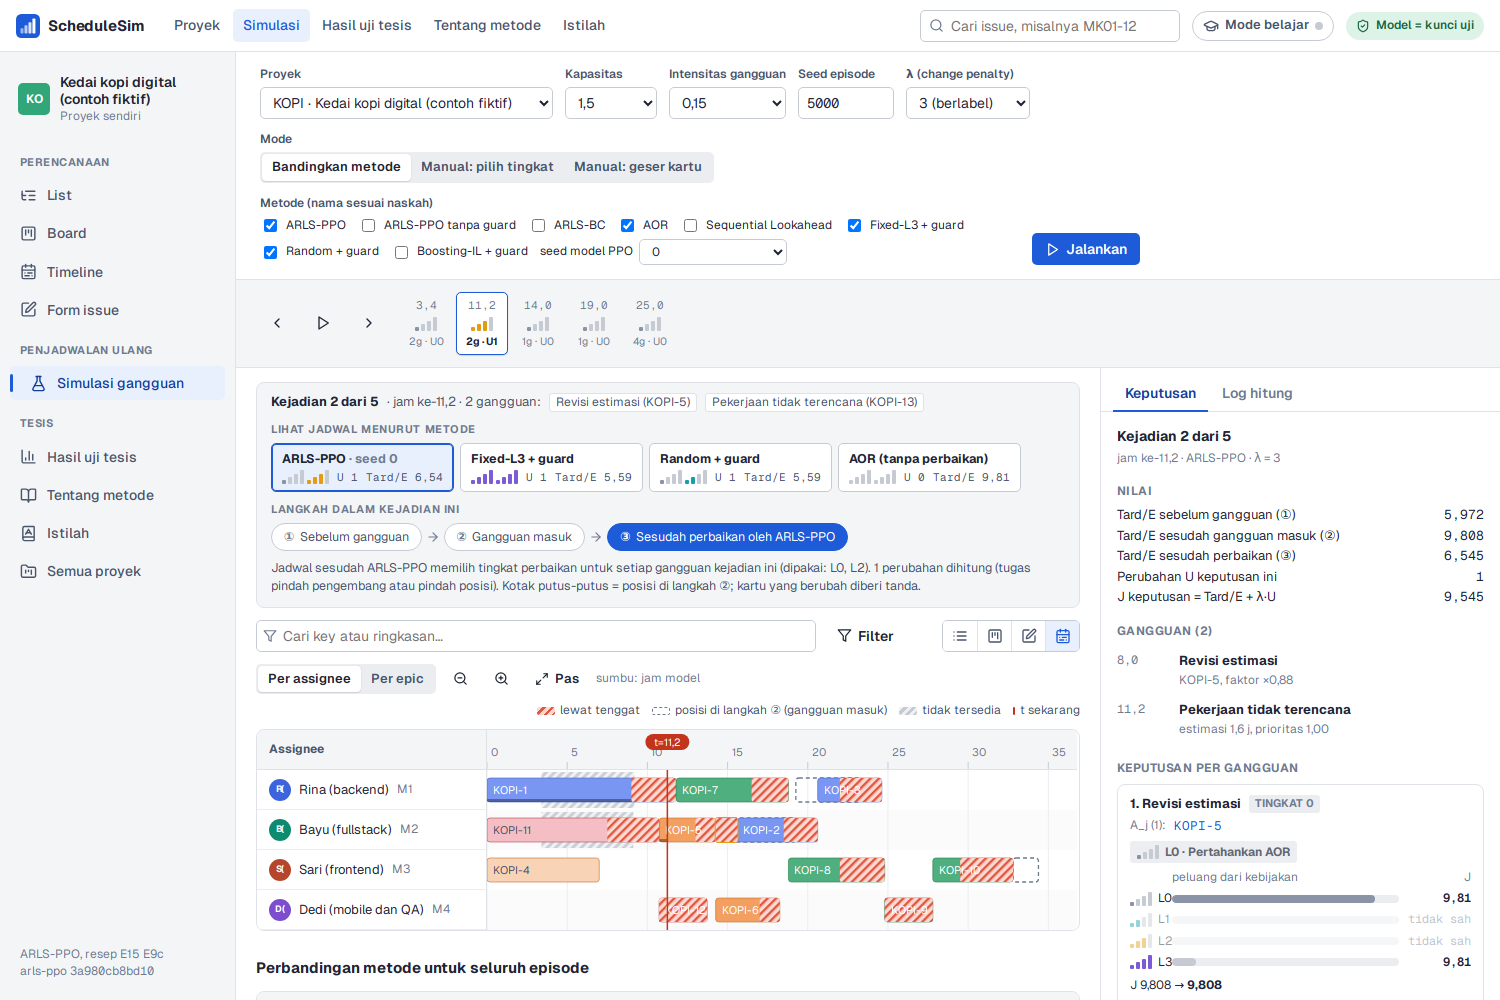 ScheduleSim
Proyek
Simulasi
Hasil uji tesis
Tentang metode
Istilah
Cari issue, misalnya MK01-12
Mode belajar
Model = kunci uji
KO
Kedai kopi digital
(contoh fiktif)
Proyek sendiri
PERENCANAAN
List
Board
Timeline
Form issue
PENJADWALAN ULANG
Simulasi gangguan
TESIS
Hasil uji tesis
Tentang metode
Istilah
Semua proyek
ARLS-PPO, resep E15 E9c
arls-ppo 3a980cb8bd10
Proyek
Kapasitas
Intensitas gangguan
Seed episode
λ (change penalty)
KOPI · Kedai kopi digital (contoh fiktif)
1,5
0,15
5000
3 (berlabel)
Mode
Bandingkan metode
Manual: pilih tingkat
Manual: geser kartu
Metode (nama sesuai naskah)
ARLS-PPO
ARLS-PPO tanpa guard
ARLS-BC
AOR
Sequential Lookahead
Fixed-L3 + guard
Random + guard
Boosting-IL + guard
seed model PPO
0
Jalankan
3,4
2g · U0
11,2
2g · U1
14,0
1g · U0
19,0
1g · U0
25,0
4g · U0
Kejadian 2 dari 5 · jam ke-11,2 · 2 gangguan: Revisi estimasi (KOPI-5) Pekerjaan tidak terencana (KOPI-13)
LIHAT JADWAL MENURUT METODE
ARLS-PPO · seed 0
U 1 Tard/E 6,54
Fixed-L3 + guard
U 1 Tard/E 5,59
Random + guard
U 1 Tard/E 5,59
AOR (tanpa perbaikan)
U 0 Tard/E 9,81
LANGKAH DALAM KEJADIAN INI
① Sebelum gangguan → ② Gangguan masuk → ③ Sesudah perbaikan oleh ARLS-PPO
Jadwal sesudah ARLS-PPO memilih tingkat perbaikan untuk setiap gangguan kejadian ini (dipakai: L0, L2). 1 perubahan dihitung (tugas
pindah pengembang atau pindah posisi). Kotak putus-putus = posisi di langkah ②; kartu yang berubah diberi tanda.
Cari key atau ringkasan...
Filter
Per assignee
Per epic
Pas
sumbu: jam model
lewat tenggat
posisi di langkah ② (gangguan masuk)
tidak tersedia
t sekarang
Assignee
t=11,2
0 5 10 15 20 25 30 35
R(
Rina (backend) M1
KOPI-1
KOPI-7
B(
Bayu (fullstack) M2
KOPI-11
KOPI-2
S(
Sari (frontend) M3
KOPI-4
KOPI-8
D(
Dedi (mobile dan QA) M4
KOPI-6
Perbandingan metode untuk seluruh episode
Keputusan
Log hitung
Kejadian 2 dari 5
jam ke-11,2 · ARLS-PPO · λ = 3
NILAI
Tard/E sebelum gangguan (①) 5,972
Tard/E sesudah gangguan masuk (②) 9,808
Tard/E sesudah perbaikan (③) 6,545
Perubahan U keputusan ini 1
J keputusan = Tard/E + λ·U 9,545
GANGGUAN (2)
8,0 Revisi estimasi
KOPI-5, faktor ×0,88
11,2 Pekerjaan tidak terencana
estimasi 1,6 j, prioritas 1,00
KEPUTUSAN PER GANGGUAN
1. Revisi estimasi TINGKAT 0
A_j (1): KOPI-5
L0 · Pertahankan AOR
peluang dari kebijakan J
L0 9,81
L1 tidak sah
L2 tidak sah
L3 9,81
J 9,808 → 9,808